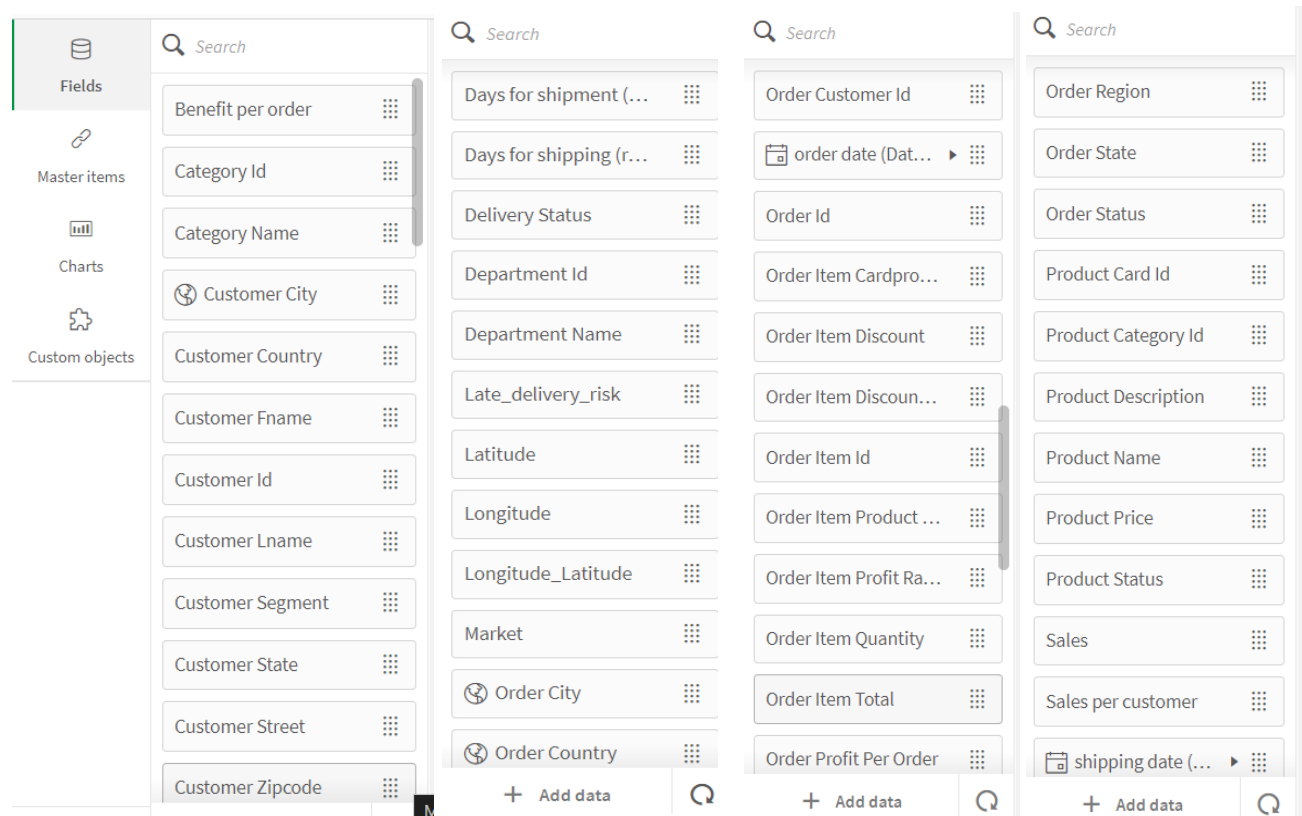 Fields
Master items
Charts
Custom objects
Search
Benefit per order
Category Id
Category Name
Customer City
Customer Country
Customer Fname
Customer Id
Customer Lname
Customer Segment
Customer State
Customer Street
Customer Zipcode
M
Search
Days for shipment (...
Days for shipping (r...
Delivery Status
Department Id
Department Name
Late_delivery_risk
Latitude
Longitude
Longitude_Latitude
Market
Order City
Order Country
+ Add data
Search
Order Customer Id
order date (Dat...
Order Id
Order Item Cardpro...
Order Item Discount
Order Item Discoun...
Order Item Id
Order Item Product ...
Order Item Profit Ra...
Order Item Quantity
Order Item Total
Order Profit Per Order
+ Add data
Search
Order Region
Order State
Order Status
Product Card Id
Product Category Id
Product Description
Product Name
Product Price
Product Status
Sales
Sales per customer
shipping date (...
+ Add data